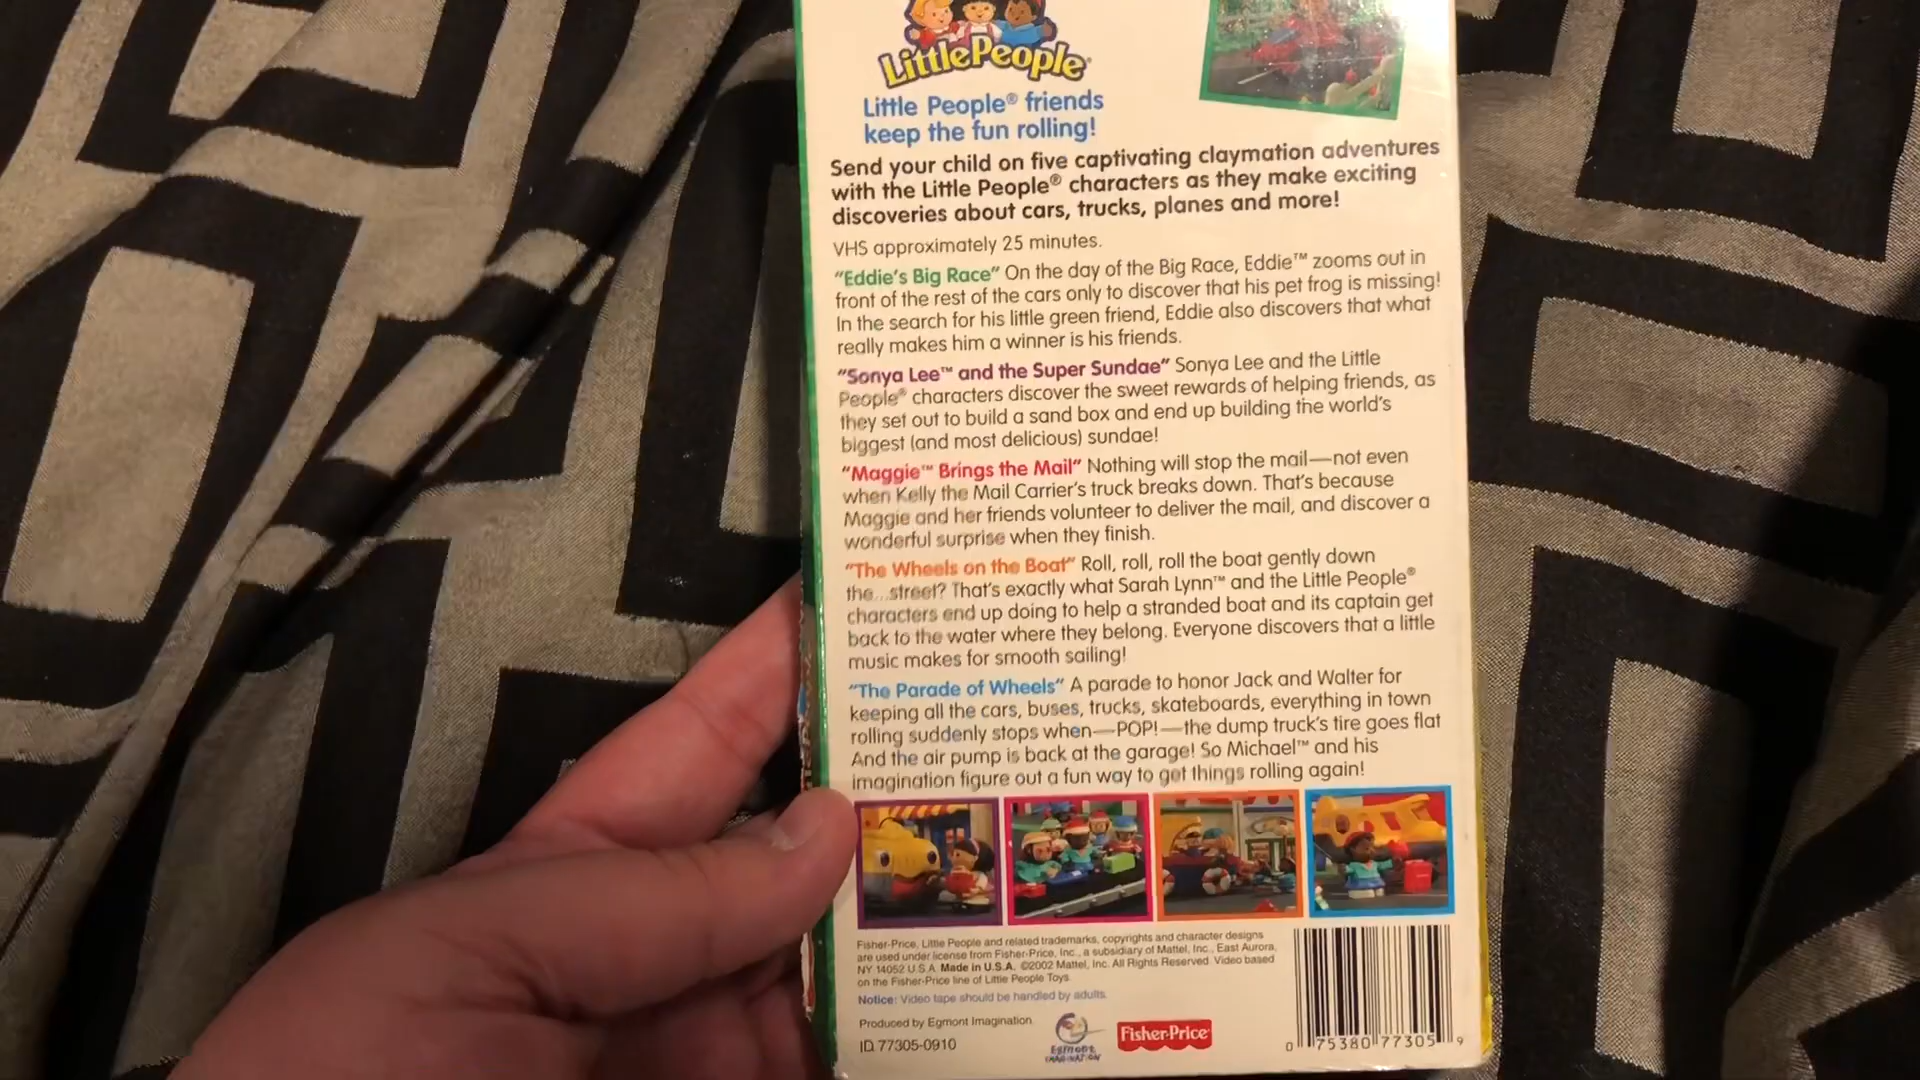 Little People®
Little People® friends
keep the fun rolling!
Send your child on five captivating claymation adventures
with the Little People® characters as they make exciting
discoveries about cars, trucks, planes and more!
VHS approximately 25 minutes.
"Eddie's Big Race" On the day of the Big Race, Eddie™ zooms out in
front of the rest of the cars only to discover that his pet frog is missing!
In the search for his little green friend, Eddie also discovers that what
really makes him a winner is his friends.
"Sonya Lee™ and the Super Sundae" Sonya Lee and the Little
People® characters discover the sweet rewards of helping friends, as
they set out to build a sand box and end up building the world's
biggest (and most delicious) sundae!
"Maggie™ Brings the Mail" Nothing will stop the mail—not even
when Kelly the Mail Carrier's truck breaks down. That's because
Maggie and her friends volunteer to deliver the mail, and discover a
wonderful surprise when they finish.
"The Wheels on the Boat" Roll, roll, roll the boat gently down
the...street? That's exactly what Sarah Lynn™ and the Little People®
characters end up doing to help a stranded boat and its captain get
back to the water where they belong. Everyone discovers that a little
music makes for smooth sailing!
"The Parade of Wheels" A parade to honor Jack and Walter for
keeping all the cars, buses, trucks, skateboards, everything in town
rolling suddenly stops when—POP!—the dump truck's tire goes flat
And the air pump is back at the garage! So Michael™ and his
imagination figure out a fun way to get things rolling again!
Fisher-Price, Little People and related trademarks, copyrights and character designs
are used under license from Fisher-Price, Inc., a subsidiary of Mattel, Inc., East Aurora,
NY 14052 U.S.A. Made in U.S.A. ©2002 Mattel, Inc. All Rights Reserved. Video based
on the Fisher-Price line of Little People Toys.
Notice: Video tape should be handled by adults.
Produced by Egmont Imagination.
ID 77305-0910
Egmont
IMAGINATION
Fisher-Price
0 75380 77305 9